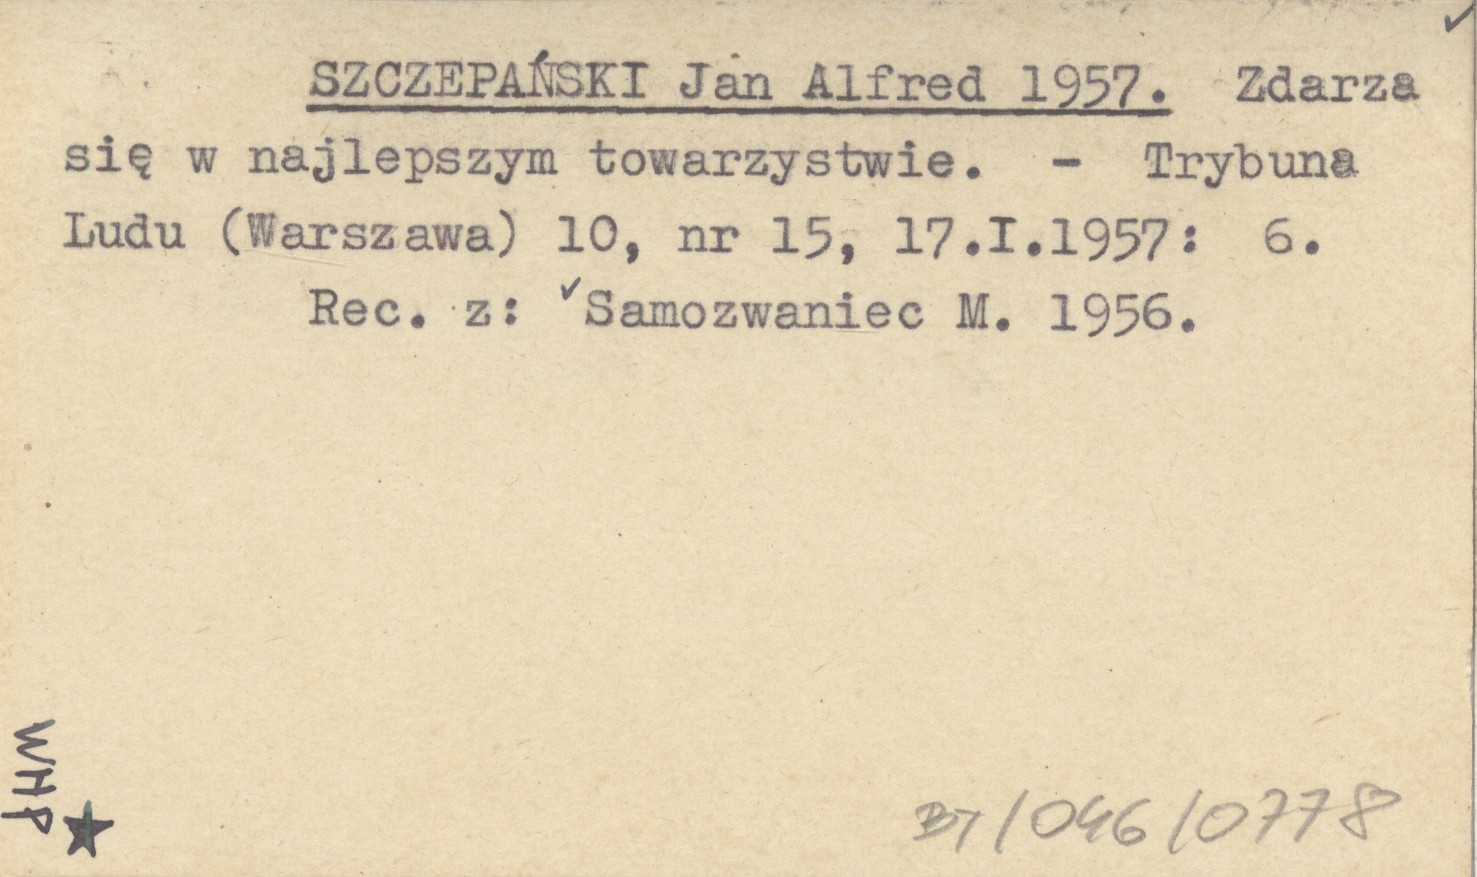 SZCZEPAŃSKI Jan Alfred 1957. Zdarza
się w najlepszym towarzystwie. - Trybuna
Ludu (Warszawa) 10, nr 15, 17.I.1957: 6.
Rec. z: ✓Samozwaniec M. 1956.
WHP
BT/046/0778